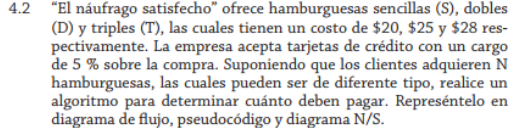 4.2 “El náufrago satisfecho” ofrece hamburguesas sencillas (S), dobles
(D) y triples (T), las cuales tienen un costo de $20, $25 y $28 res-
pectivamente. La empresa acepta tarjetas de crédito con un cargo
de 5 % sobre la compra. Suponiendo que los clientes adquieren N
hamburguesas, las cuales pueden ser de diferente tipo, realice un
algoritmo para determinar cuánto deben pagar. Represéntelo en
diagrama de flujo, pseudocódigo y diagrama N/S.